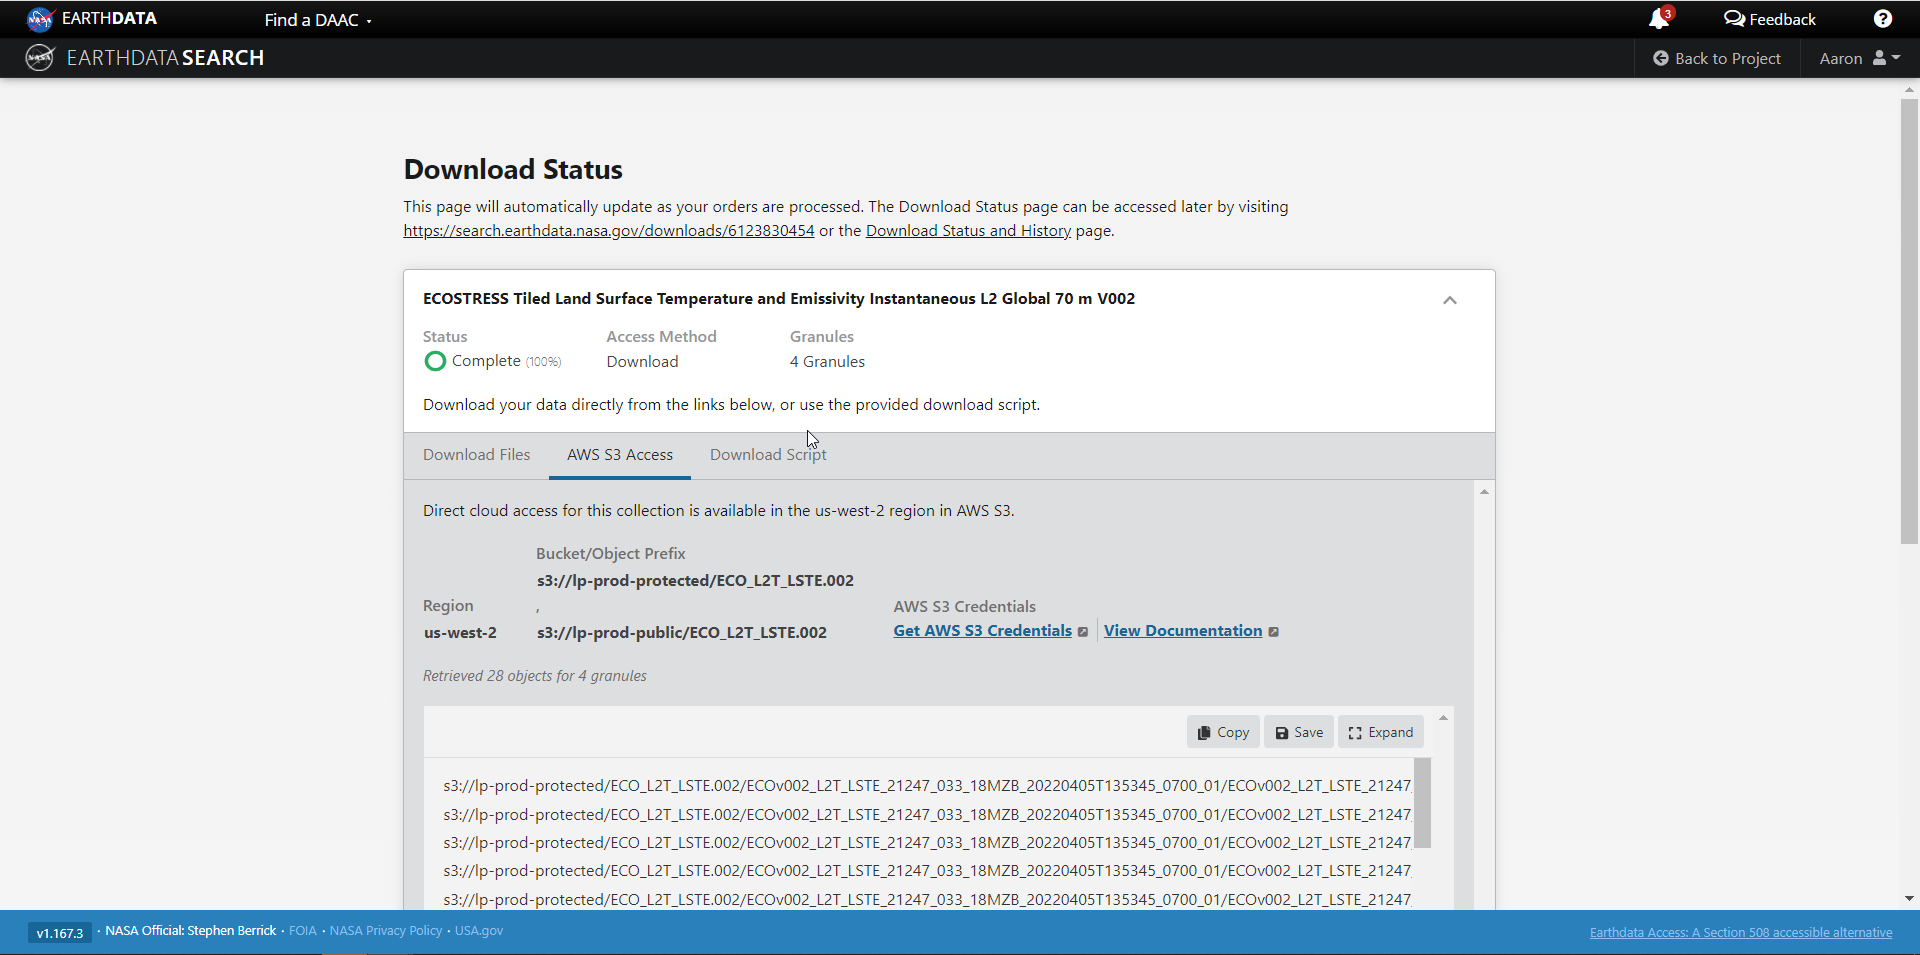 EARTHDATA
Find a DAAC
3
Feedback
?
NASA
EARTHDATA SEARCH
Back to Project
Aaron
Download Status
This page will automatically update as your orders are processed. The Download Status page can be accessed later by visiting
https://search.earthdata.nasa.gov/downloads/6123830454 or the Download Status and History page.
ECOSTRESS Tiled Land Surface Temperature and Emissivity Instantaneous L2 Global 70 m V002
Status Access Method Granules
Complete (100%) Download 4 Granules
Download your data directly from the links below, or use the provided download script.
Download Files AWS S3 Access Download Script
Direct cloud access for this collection is available in the us-west-2 region in AWS S3.
Bucket/Object Prefix
s3://lp-prod-protected/ECO_L2T_LSTE.002
Region , AWS S3 Credentials
us-west-2 s3://lp-prod-public/ECO_L2T_LSTE.002 Get AWS S3 Credentials View Documentation
Retrieved 28 objects for 4 granules
Copy Save Expand
s3://lp-prod-protected/ECO_L2T_LSTE.002/ECOv002_L2T_LSTE_21247_033_18MZB_20220405T135345_0700_01/ECOv002_L2T_LSTE_21247_
s3://lp-prod-protected/ECO_L2T_LSTE.002/ECOv002_L2T_LSTE_21247_033_18MZB_20220405T135345_0700_01/ECOv002_L2T_LSTE_21247_
s3://lp-prod-protected/ECO_L2T_LSTE.002/ECOv002_L2T_LSTE_21247_033_18MZB_20220405T135345_0700_01/ECOv002_L2T_LSTE_21247_
s3://lp-prod-protected/ECO_L2T_LSTE.002/ECOv002_L2T_LSTE_21247_033_18MZB_20220405T135345_0700_01/ECOv002_L2T_LSTE_21247_
s3://lp-prod-protected/ECO_L2T_LSTE.002/ECOv002_L2T_LSTE_21247_033_18MZB_20220405T135345_0700_01/ECOv002_L2T_LSTE_21247_
v1.167.3 · NASA Official: Stephen Berrick · FOIA · NASA Privacy Policy · USA.gov
Earthdata Access: A Section 508 accessible alternative